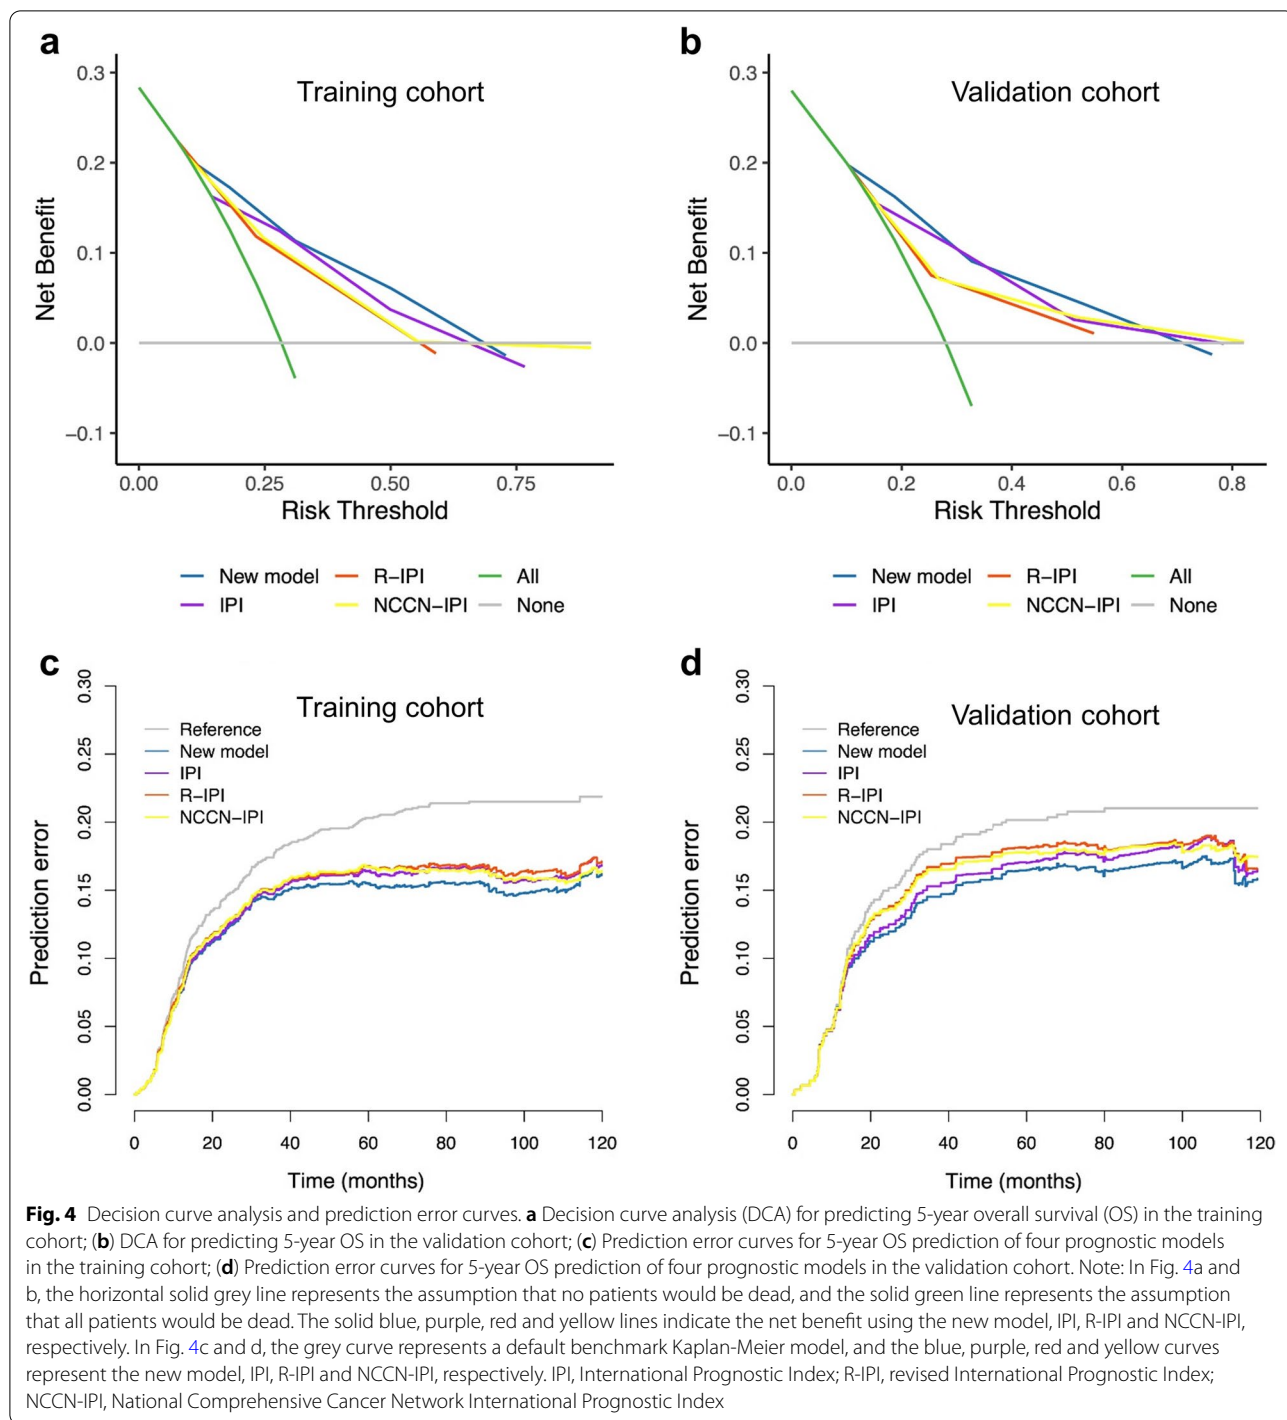 a
Training cohort
0.3
0.2
0.1
0.0
−0.1
Net Benefit
0.00 0.25 0.50 0.75
Risk Threshold
New model R−IPI All
IPI NCCN−IPI None
b
Validation cohort
0.3
0.2
0.1
0.0
−0.1
Net Benefit
0.0 0.2 0.4 0.6 0.8
Risk Threshold
New model R−IPI All
IPI NCCN−IPI None
c
Training cohort
Reference
New model
IPI
R−IPI
NCCN−IPI
0.30
0.25
0.20
0.15
0.10
0.05
0.00
Prediction error
0 20 40 60 80 100 120
Time (months)
d
Validation cohort
Reference
New model
IPI
R−IPI
NCCN−IPI
0.30
0.25
0.20
0.15
0.10
0.05
0.00
Prediction error
0 20 40 60 80 100 120
Time (months)
Fig. 4 Decision curve analysis and prediction error curves. a Decision curve analysis (DCA) for predicting 5-year overall survival (OS) in the training
cohort; (b) DCA for predicting 5-year OS in the validation cohort; (c) Prediction error curves for 5-year OS prediction of four prognostic models
in the training cohort; (d) Prediction error curves for 5-year OS prediction of four prognostic models in the validation cohort. Note: In Fig. 4a and
b, the horizontal solid grey line represents the assumption that no patients would be dead, and the solid green line represents the assumption
that all patients would be dead. The solid blue, purple, red and yellow lines indicate the net benefit using the new model, IPI, R-IPI and NCCN-IPI,
respectively. In Fig. 4c and d, the grey curve represents a default benchmark Kaplan-Meier model, and the blue, purple, red and yellow curves
represent the new model, IPI, R-IPI and NCCN-IPI, respectively. IPI, International Prognostic Index; R-IPI, revised International Prognostic Index;
NCCN-IPI, National Comprehensive Cancer Network International Prognostic Index